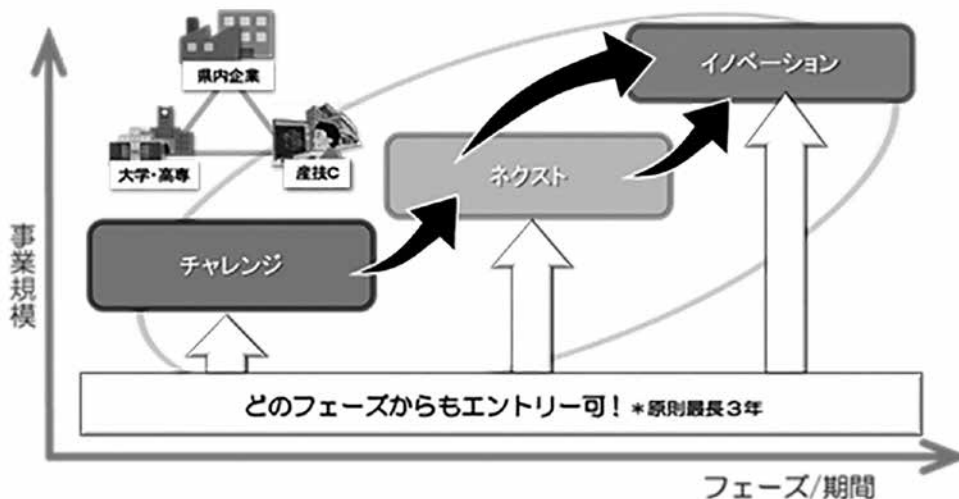 県内企業
大学・高専
産技C
イノベーション
ネクスト
チャレンジ
事業規模
どのフェーズからもエントリー可！ ＊原則最長３年
フェーズ/期間